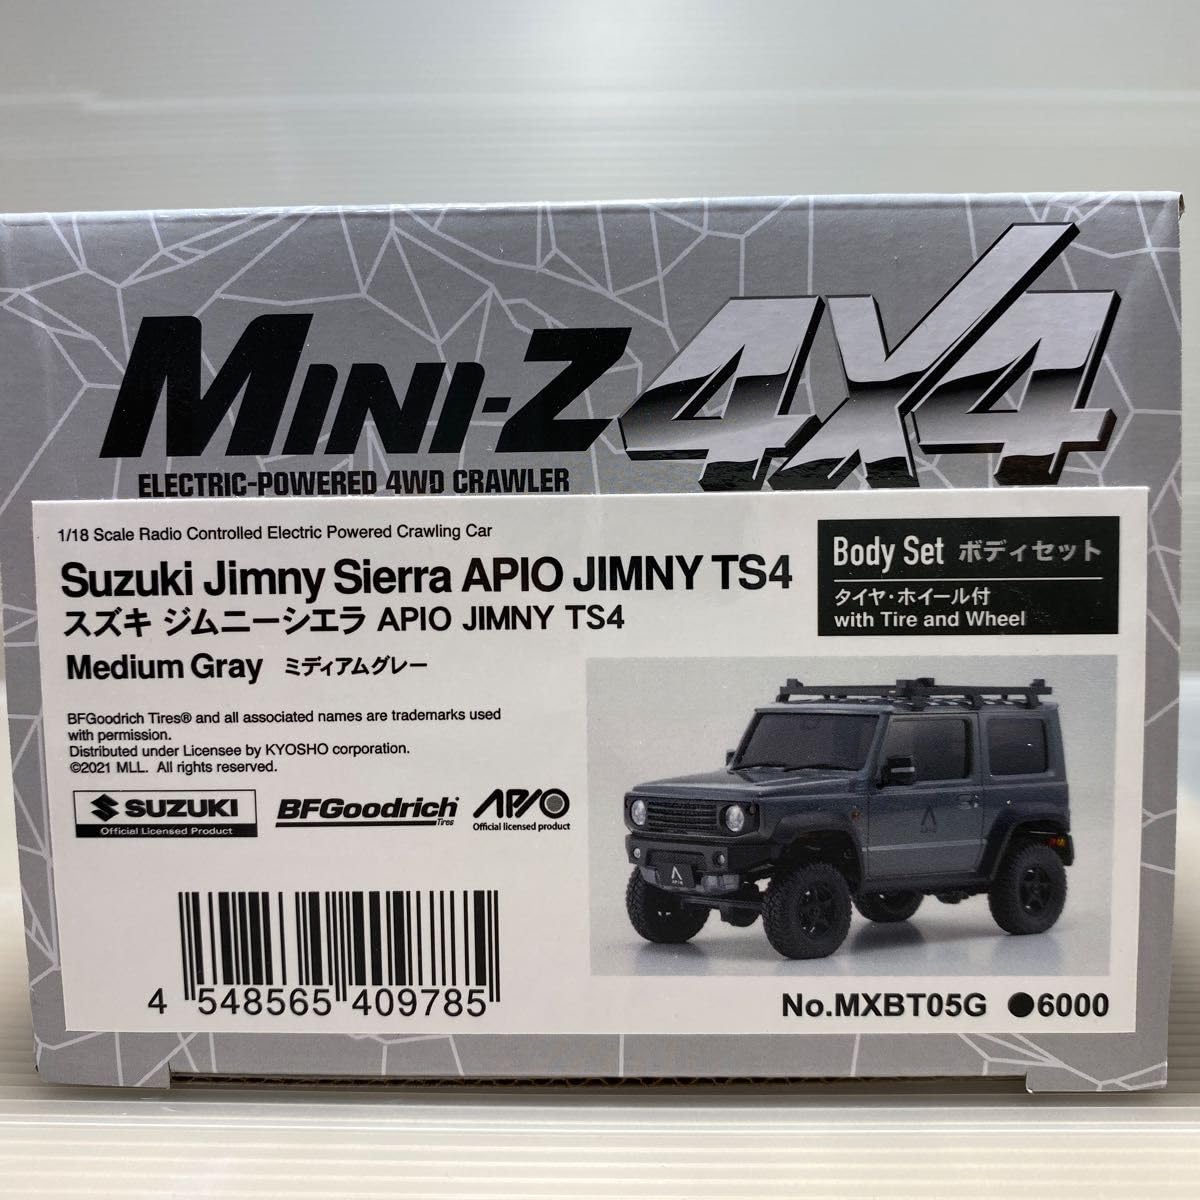 MINI-Z 4X4
ELECTRIC-POWERED 4WD CRAWLER
1/18 Scale Radio Controlled Electric Powered Crawling Car
Suzuki Jimny Sierra APIO JIMNY TS4
スズキ ジムニーシエラ APIO JIMNY TS4
Medium Gray ミディアムグレー
Body Set ボディセット
タイヤ・ホイール付
with Tire and Wheel
BFGoodrich Tires® and all associated names are trademarks used
with permission.
Distributed under Licensee by KYOSHO corporation.
©2021 MLL. All rights reserved.
SUZUKI
Official Licensed Product
BFGoodrich®
Tires
APIO
Official licensed product
A
APIO
4 548565 409785
No.MXBT05G ●6000